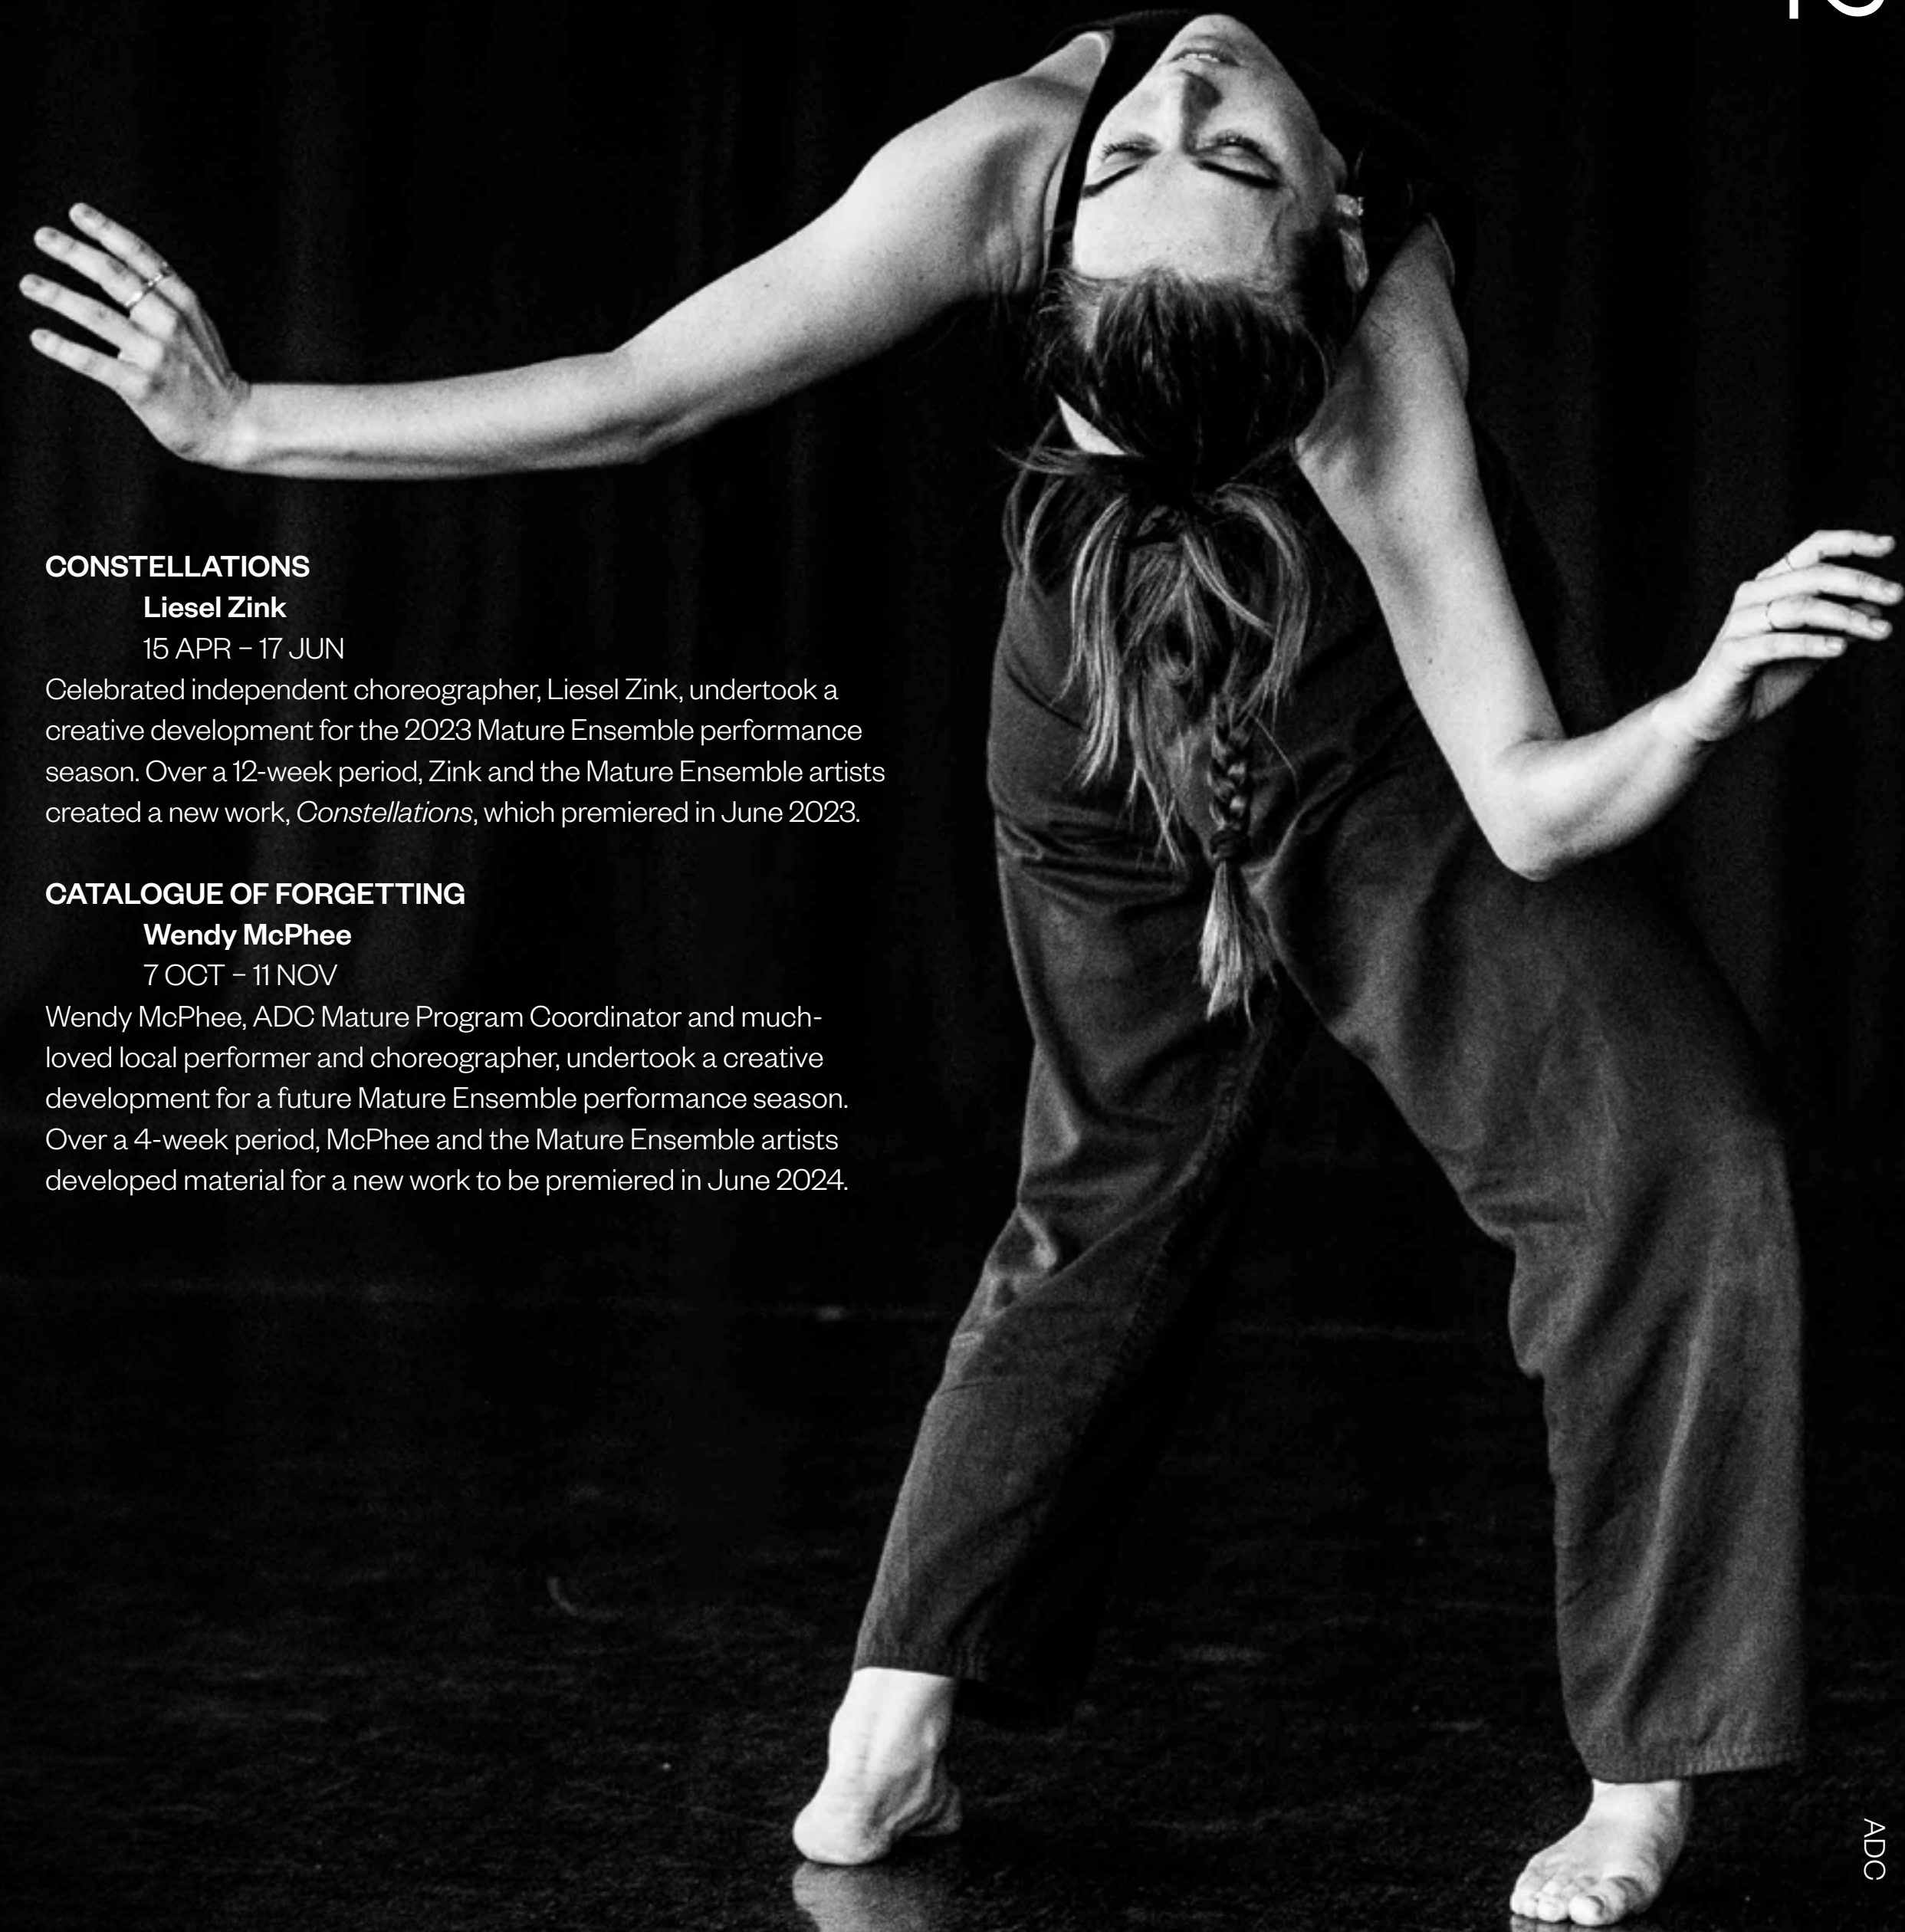 CONSTELLATIONS
Liesel Zink
15 APR – 17 JUN
Celebrated independent choreographer, Liesel Zink, undertook a
creative development for the 2023 Mature Ensemble performance
season. Over a 12-week period, Zink and the Mature Ensemble artists
created a new work, Constellations, which premiered in June 2023.
CATALOGUE OF FORGETTING
Wendy McPhee
7 OCT – 11 NOV
Wendy McPhee, ADC Mature Program Coordinator and much-
loved local performer and choreographer, undertook a creative
development for a future Mature Ensemble performance season.
Over a 4-week period, McPhee and the Mature Ensemble artists
developed material for a new work to be premiered in June 2024.
ADC